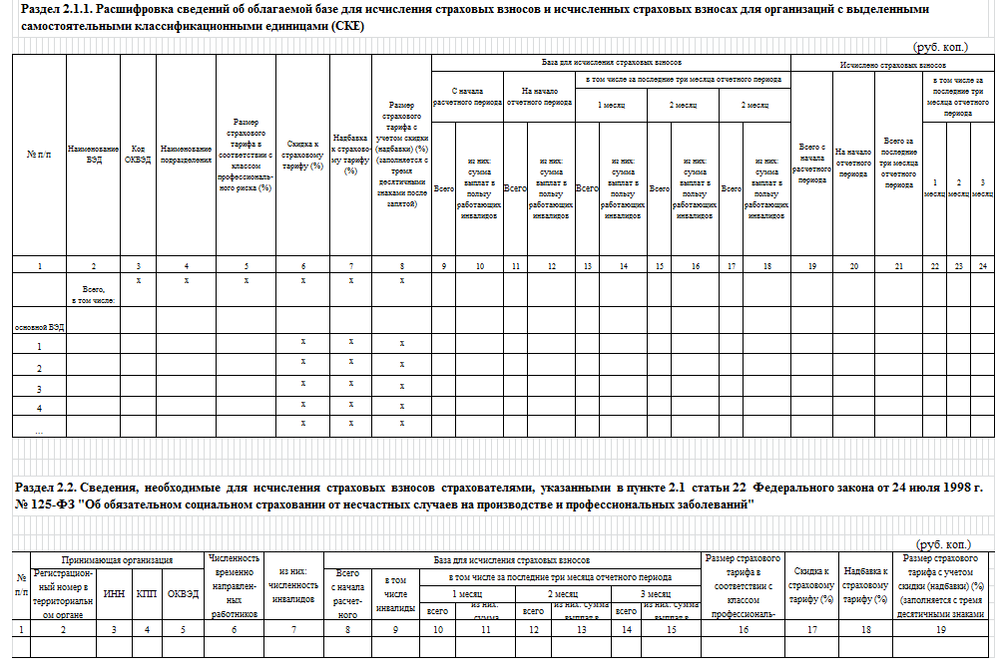 Раздел 2.1.1. Расшифровка сведений об облагаемой базе для исчисления страховых взносов и исчисленных страховых взносах для организаций с выделенными
самостоятельными классификационными единицами (СКЕ)
(руб. коп.)
№ п/п
Наименование
ВЭД
Код
ОКВЭД
Наименование
подразделения
Размер
страхового
тарифа в
соответствии с
классом
профессиональ-
ного риска (%)
Скидка к
страховому
тарифу (%)
Надбавка
к страхово-
му тарифу
(%)
Размер
страхового
тарифа с
учетом скидки
(надбавки) (%)
(заполняется с
тремя
десятичными
знаками после
запятой)
База для исчисления страховых взносов
С начала
расчетного периода
На начало
отчетного периода
в том числе за последние три месяца отчетного периода
1 месяц
2 месяц
2 месяц
Всего
из них:
сумма
выплат в
пользу
работающих
инвалидов
Всего
из них:
сумма
выплат в
пользу
работающих
инвалидов
Всего
из них:
сумма
выплат в
пользу
работающих
инвалидов
Всего
из них:
сумма
выплат в
пользу
работающих
инвалидов
Всего
из них:
сумма
выплат в
пользу
работающих
инвалидов
Исчислено страховых взносов
Всего с
начала
расчетного
периода
На начало
отчетного
периода
Всего за
последние
три месяца
отчетного
периода
в том числе за
последние три
месяца отчетного
периода
1
месяц
2
месяц
3
месяц
1 2 3 4 5 6 7 8 9 10 11 12 13 14 15 16 17 18 19 20 21 22 23 24
Всего,
в том числе:
х х х х х х
основной ВЭД
1 х х х
2 х х х
3 х х х
4 х х х
... х х х
Раздел 2.2. Сведения, необходимые для исчисления страховых взносов страхователями, указанными в пункте 2.1 статьи 22 Федерального закона от 24 июля 1998 г.
№ 125-ФЗ "Об обязательном социальном страховании от несчастных случаев на производстве и профессиональных заболеваний"
(руб. коп.)
№
п/п
Принимающая организация
Регистрацион-
ный номер в
территориальн
ом органе
ИНН
КПП
ОКВЭД
Численность
временно
направлен-
ных
работников
из них:
численность
инвалидов
База для исчисления страховых взносов
Всего
с начала
расчет-
ного
в том
числе
инвалиды
в том числе за последние три месяца отчетного периода
1 месяц
2 месяц
3 месяц
всего
из них:
сумма
всего
из них: сумма
выплат в
всего
из них: сумма
выплат в
Размер страхового
тарифа в
соответствии с
классом
профессиональ-
Скидка к
страховому
тарифу (%)
Надбавка к
страховому
тарифу (%)
Размер страхового
тарифа с учетом
скидки (надбавки) (%)
(заполняется с тремя
десятичными знаками
1 2 3 4 5 6 7 8 9 10 11 12 13 14 15 16 17 18 19